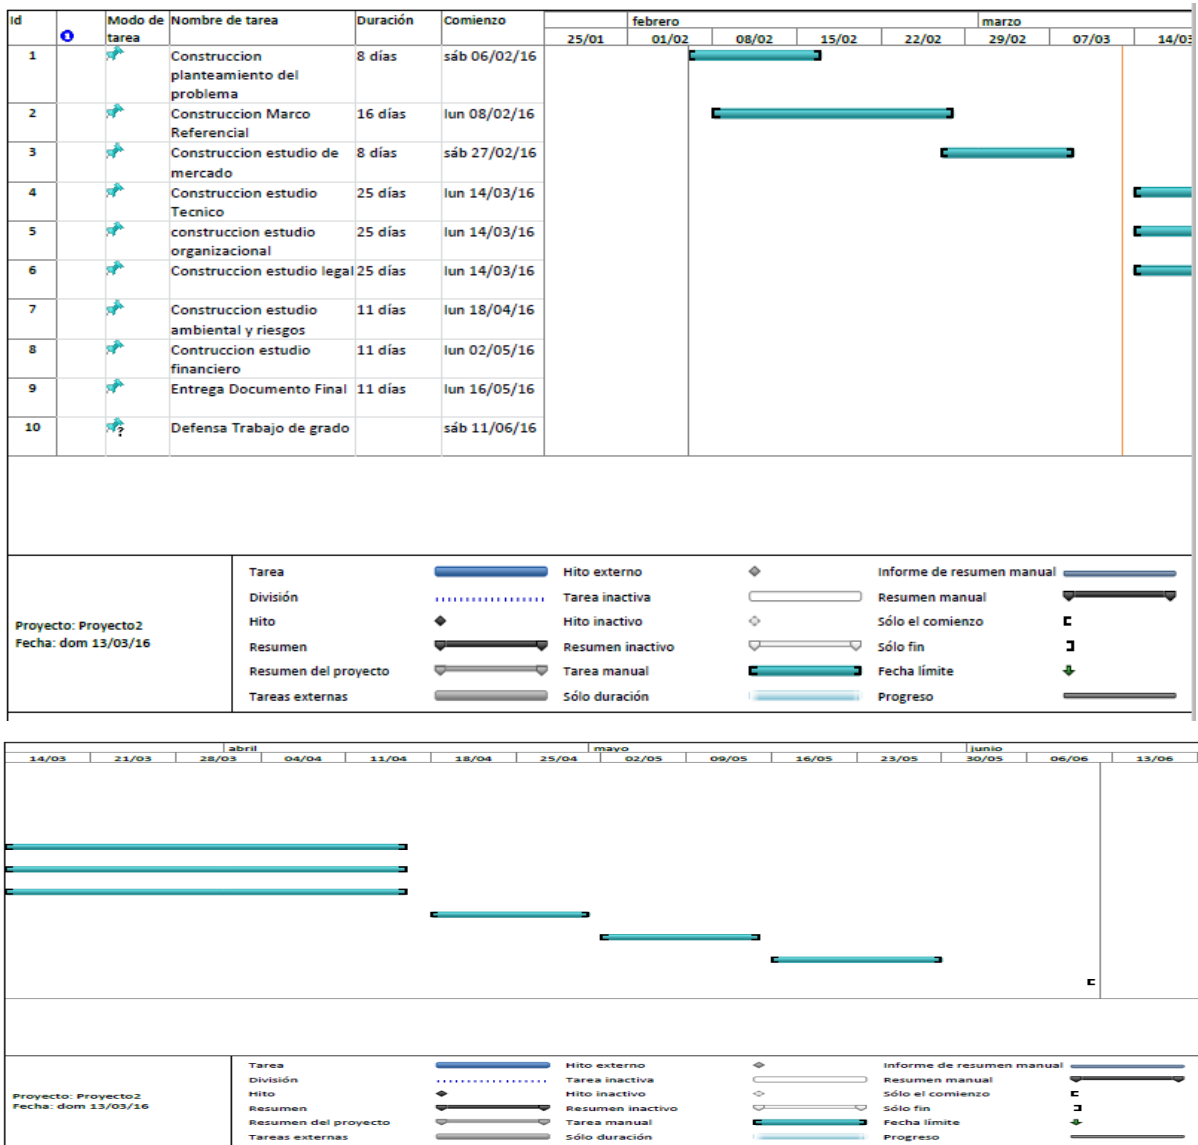 Id Modo de Nombre de tarea Duración Comienzo febrero marzo
tarea 25/01 01/02 08/02 15/02 22/02 29/02 07/03 14/03
1 Construccion 8 días sáb 06/02/16
planteamiento del
problema
2 Construccion Marco 16 días lun 08/02/16
Referencial
3 Construccion estudio de 8 días sáb 27/02/16
mercado
4 Construccion estudio 25 días lun 14/03/16
Tecnico
5 construccion estudio 25 días lun 14/03/16
organizacional
6 Construccion estudio legal 25 días lun 14/03/16
7 Construccion estudio 11 días lun 18/04/16
ambiental y riesgos
8 Contruccion estudio 11 días lun 02/05/16
financiero
9 Entrega Documento Final 11 días lun 16/05/16
10 ? Defensa Trabajo de grado sáb 11/06/16
Proyecto: Proyecto2
Fecha: dom 13/03/16
Tarea Hito externo Informe de resumen manual
División Tarea inactiva Resumen manual
Hito Hito inactivo Sólo el comienzo
Resumen Resumen inactivo Sólo fin
Resumen del proyecto Tarea manual Fecha límite
Tareas externas Sólo duración Progreso
abril mayo junio
14/03 21/03 28/03 04/04 11/04 18/04 25/04 02/05 09/05 16/05 23/05 30/05 06/06 13/06
Proyecto: Proyecto2
Fecha: dom 13/03/16
Tarea Hito externo Informe de resumen manual
División Tarea inactiva Resumen manual
Hito Hito inactivo Sólo el comienzo
Resumen Resumen inactivo Sólo fin
Resumen del proyecto Tarea manual Fecha límite
Tareas externas Sólo duración Progreso